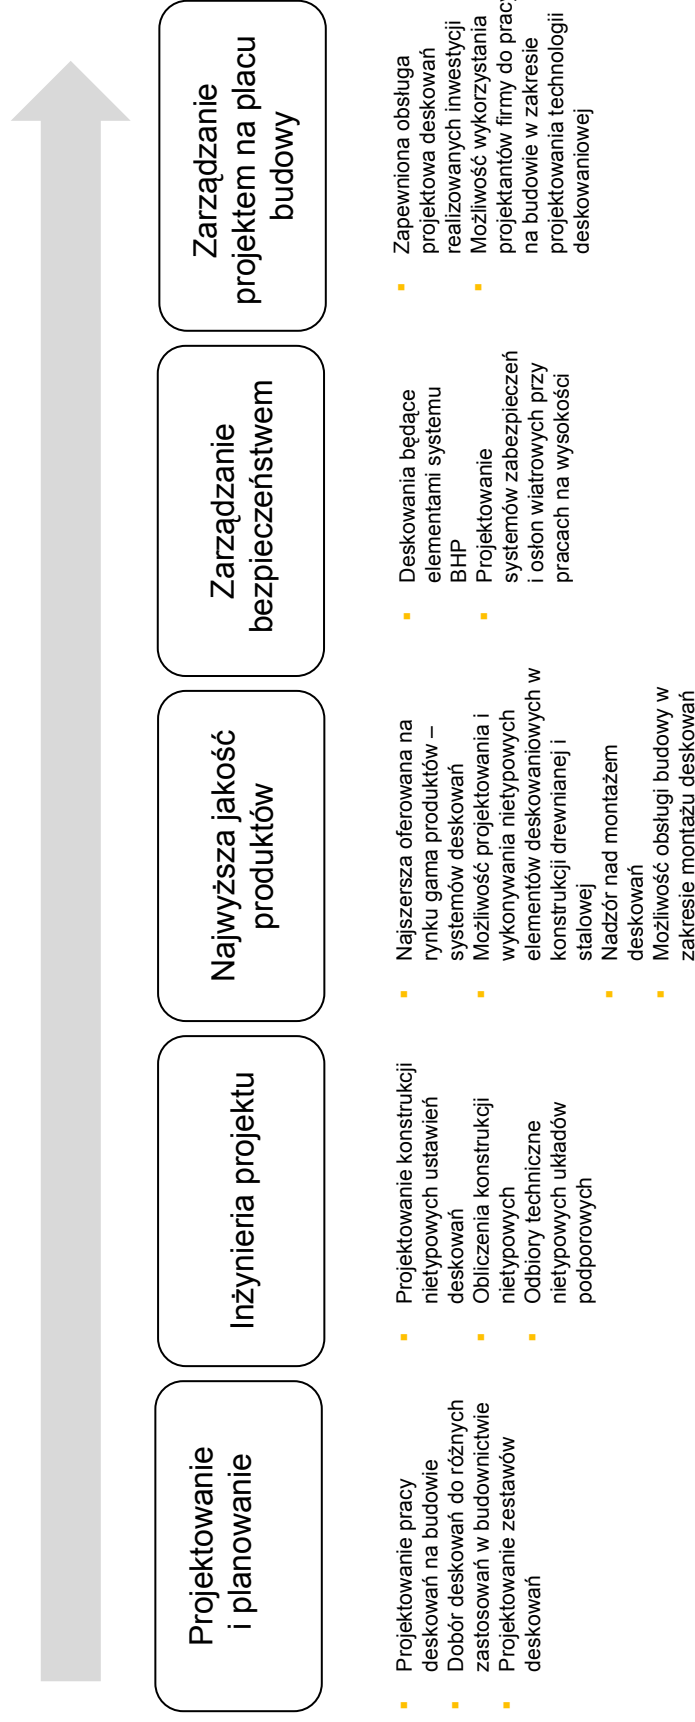 Projektowanie
i planowanie
▪ Projektowanie pracy
deskowań na budowie
▪ Dobór deskowań do różnych
zastosowań w budownictwie
▪ Projektowanie zestawów
deskowań
Inżynieria projektu
▪ Projektowanie konstrukcji
nietypowych ustawień
deskowań
▪ Obliczenia konstrukcji
nietypowych
▪ Odbiory techniczne
nietypowych układów
podporowych
Najwyższa jakość
produktów
▪ Najszersza oferowana na
rynku gama produktów –
systemów deskowań
▪ Możliwość projektowania i
wykonywania nietypowych
elementów deskowaniowych w
konstrukcji drewnianej i
stalowej
▪ Nadzór nad montażem
deskowań
▪ Możliwość obsługi budowy w
zakresie montażu deskowań
Zarządzanie
bezpieczeństwem
▪ Deskowania będące
elementami systemu
BHP
▪ Projektowanie
systemów zabezpieczeń
i osłon wiatrowych przy
pracach na wysokości
Zarządzanie
projektem na placu
budowy
▪ Zapewniona obsługa
projektowa deskowań
realizowanych inwestycji
▪ Możliwość wykorzystania
projektantów firmy do pracy
na budowie w zakresie
projektowania technologii
deskowaniowej